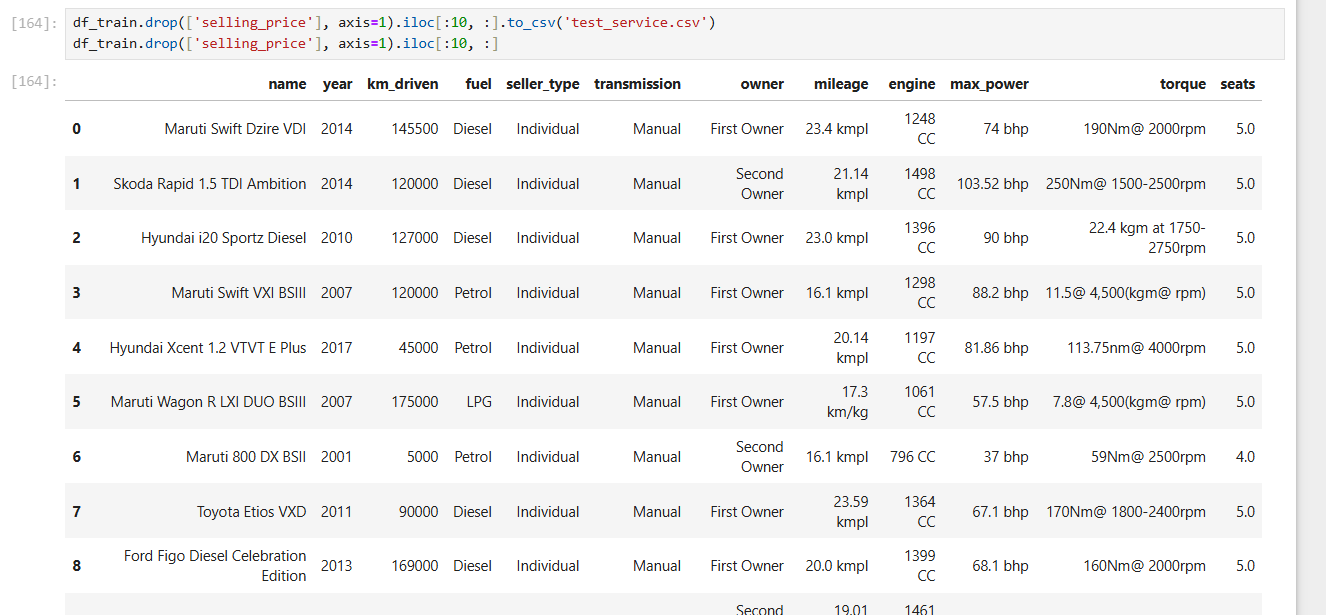 [164]: df_train.drop(['selling_price'], axis=1).iloc[:10, :].to_csv('test_service.csv')
df_train.drop(['selling_price'], axis=1).iloc[:10, :]
[164]:
name year km_driven fuel seller_type transmission owner mileage engine max_power torque seats
0 Maruti Swift Dzire VDI 2014 145500 Diesel Individual Manual First Owner 23.4 kmpl 1248 CC 74 bhp 190Nm@ 2000rpm 5.0
1 Skoda Rapid 1.5 TDI Ambition 2014 120000 Diesel Individual Manual Second Owner 21.14 kmpl 1498 CC 103.52 bhp 250Nm@ 1500-2500rpm 5.0
2 Hyundai i20 Sportz Diesel 2010 127000 Diesel Individual Manual First Owner 23.0 kmpl 1396 CC 90 bhp 22.4 kgm at 1750-2750rpm 5.0
3 Maruti Swift VXI BSIII 2007 120000 Petrol Individual Manual First Owner 16.1 kmpl 1298 CC 88.2 bhp 11.5@ 4,500(kgm@ rpm) 5.0
4 Hyundai Xcent 1.2 VTVT E Plus 2017 45000 Petrol Individual Manual First Owner 20.14 kmpl 1197 CC 81.86 bhp 113.75nm@ 4000rpm 5.0
5 Maruti Wagon R LXI DUO BSIII 2007 175000 LPG Individual Manual First Owner 17.3 km/kg 1061 CC 57.5 bhp 7.8@ 4,500(kgm@ rpm) 5.0
6 Maruti 800 DX BSII 2001 5000 Petrol Individual Manual Second Owner 16.1 kmpl 796 CC 37 bhp 59Nm@ 2500rpm 4.0
7 Toyota Etios VXD 2011 90000 Diesel Individual Manual First Owner 23.59 kmpl 1364 CC 67.1 bhp 170Nm@ 1800-2400rpm 5.0
8 Ford Figo Diesel Celebration Edition 2013 169000 Diesel Individual Manual First Owner 20.0 kmpl 1399 CC 68.1 bhp 160Nm@ 2000rpm 5.0
Second 19.01 1461